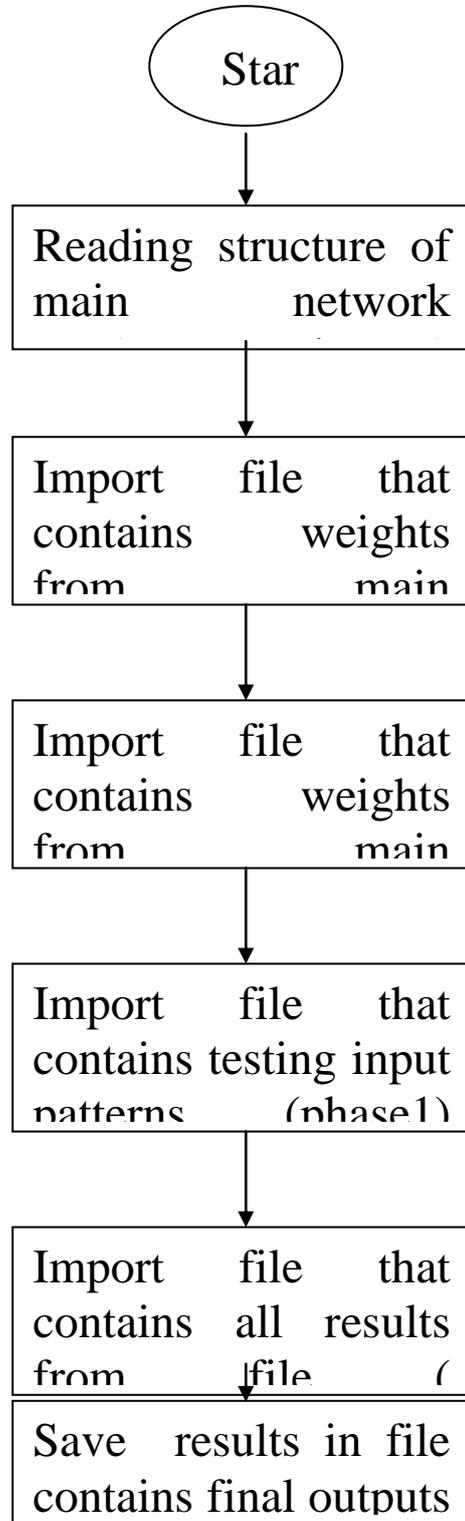 Star
Reading structure of
main network
Import file that
contains weights
from main
Import file that
contains weights
from main
Import file that
contains testing input
patterns (phase1)
Import file that
contains all results
from file (
Save results in file
contains final outputs